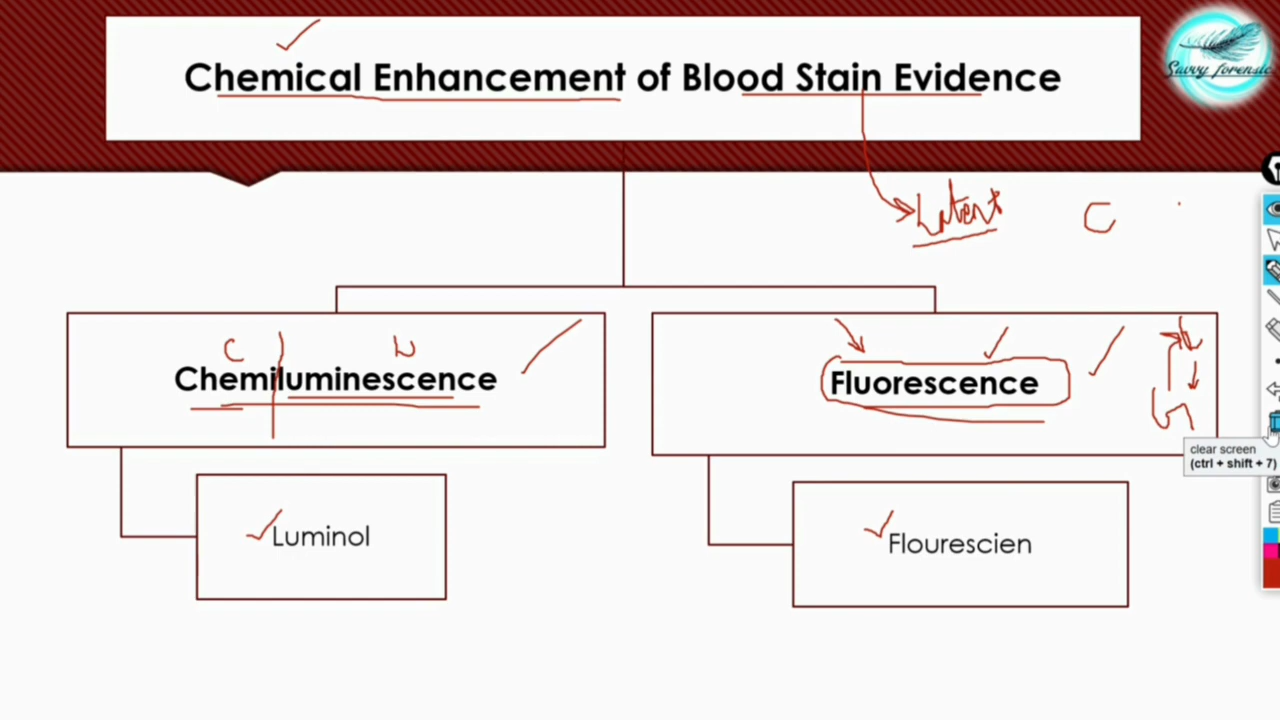 Chemical Enhancement of Blood Stain Evidence
Savvy forensic
Latent
C
C L
Chemiluminescence
Fluorescence
clear screen
(ctrl + shift + 7)
Luminol
Flourescien